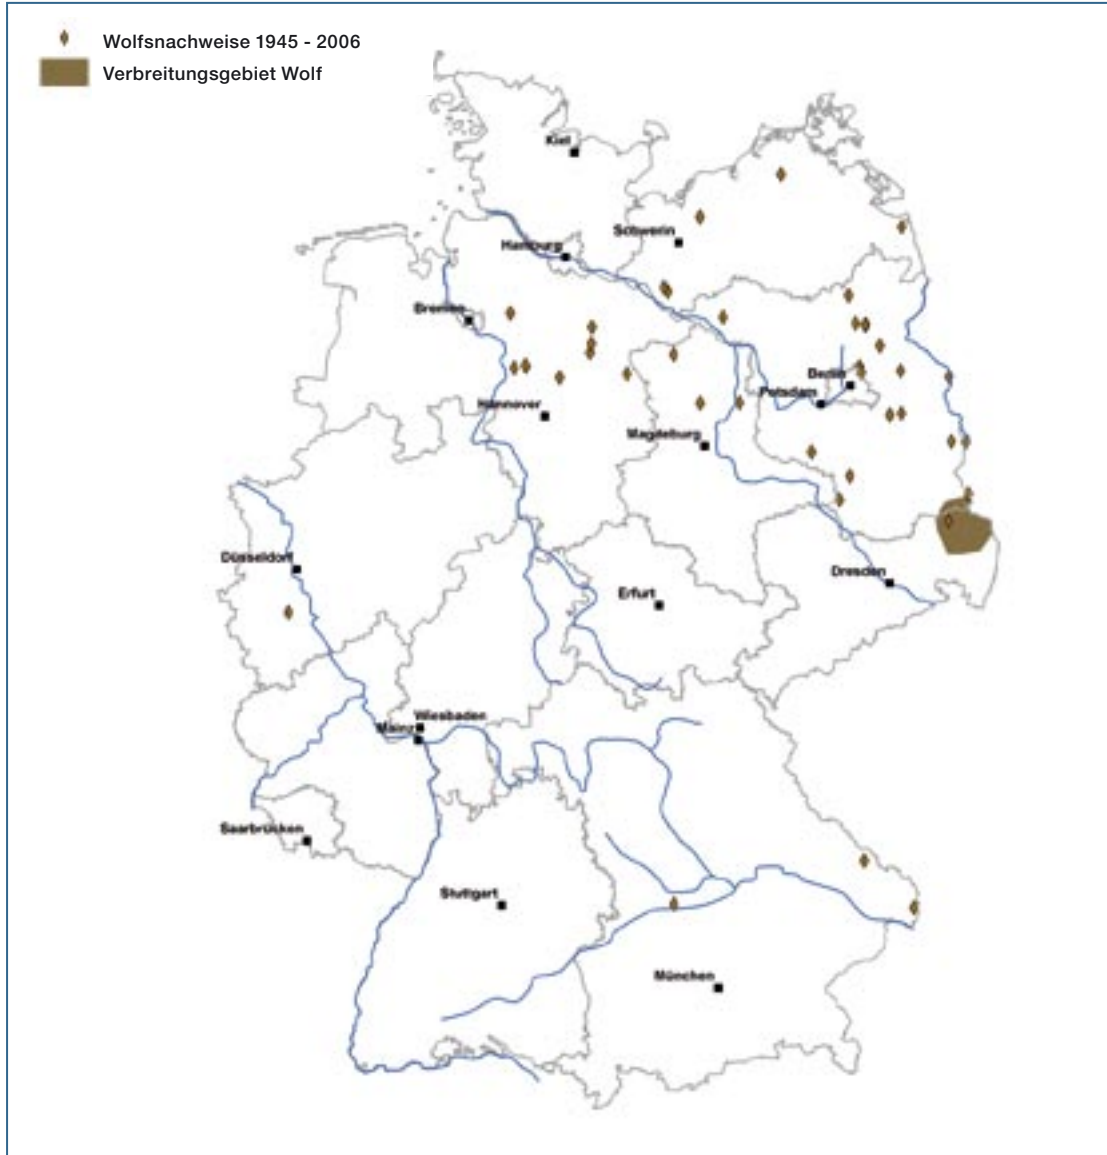 Wolfsnachweise 1945 - 2006
Verbreitungsgebiet Wolf
Kiel
Schwerin
Hamburg
Bremen
Berlin
Potsdam
Hannover
Magdeburg
Düsseldorf
Dresden
Erfurt
Wiesbaden
Mainz
Saarbrücken
Stuttgart
München